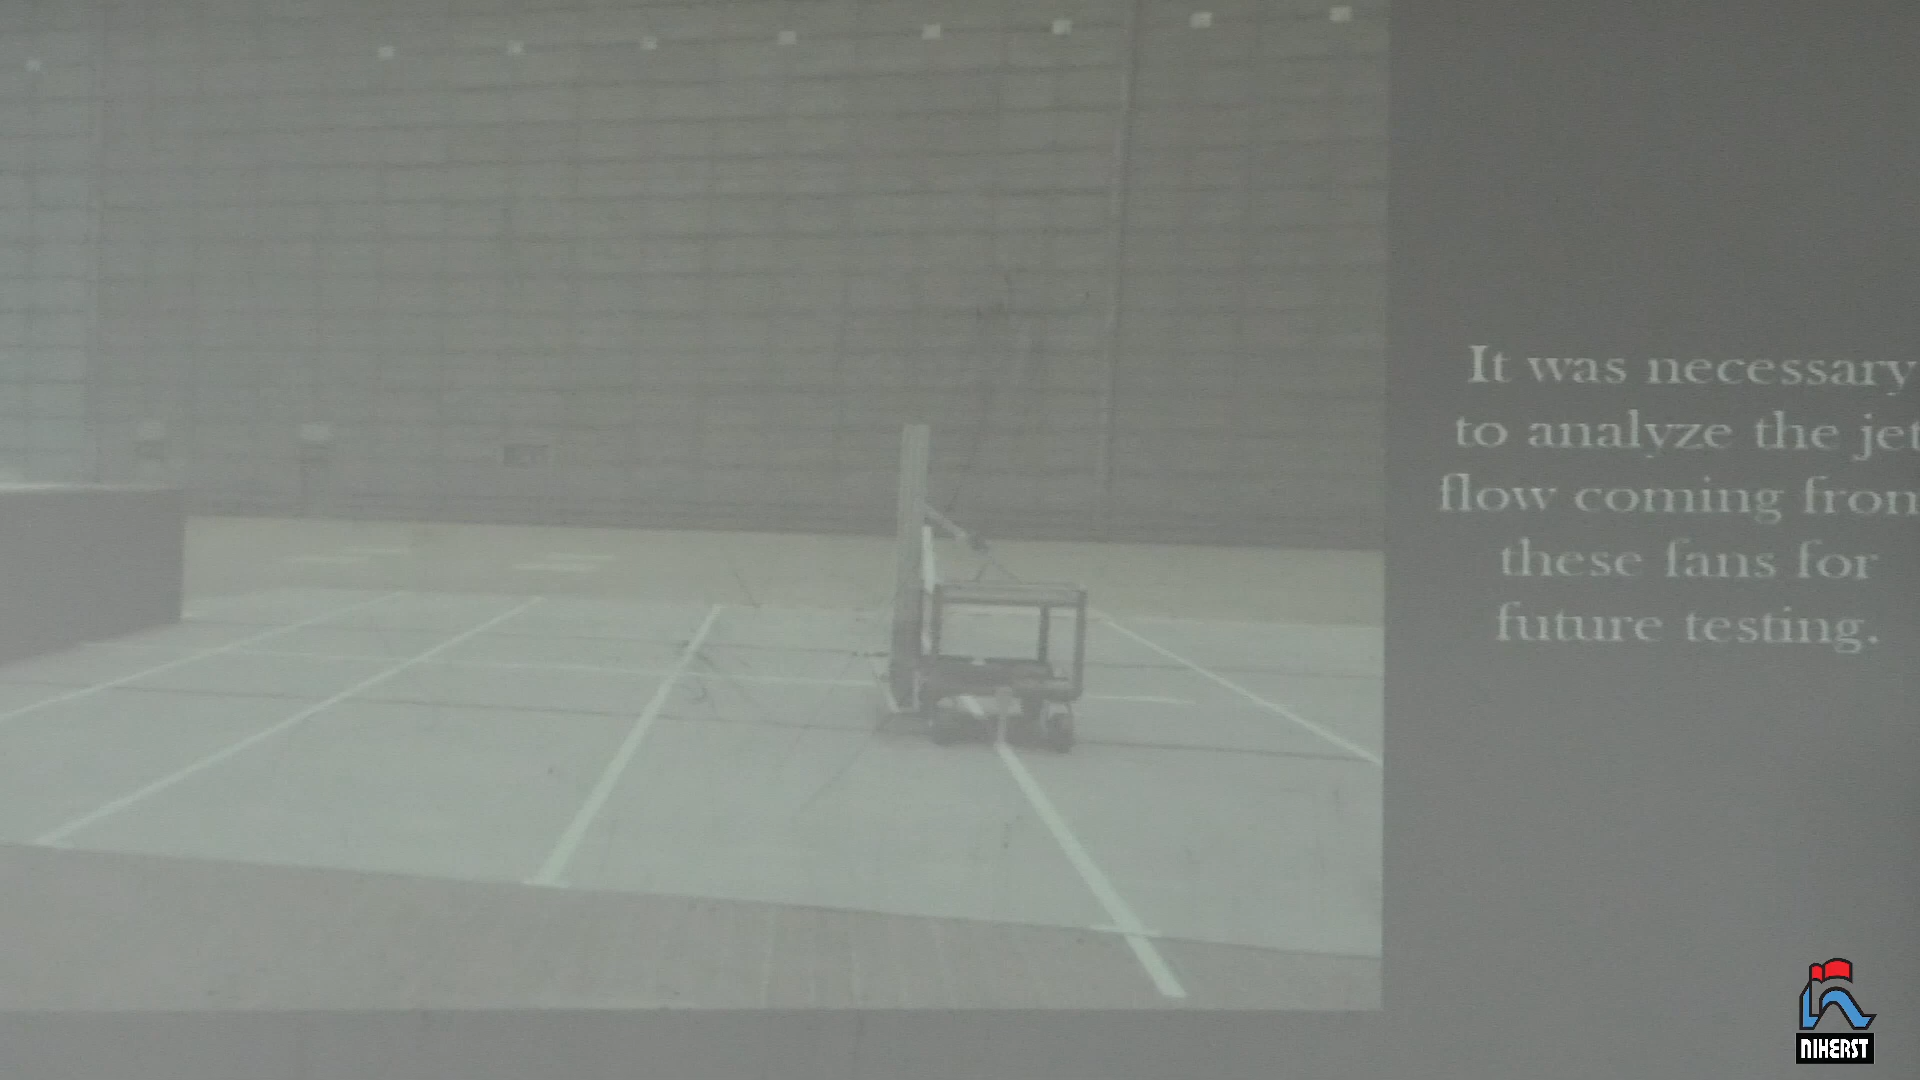 It was necessary
to analyze the jet
flow coming from
these fans for
future testing.
NIHERST